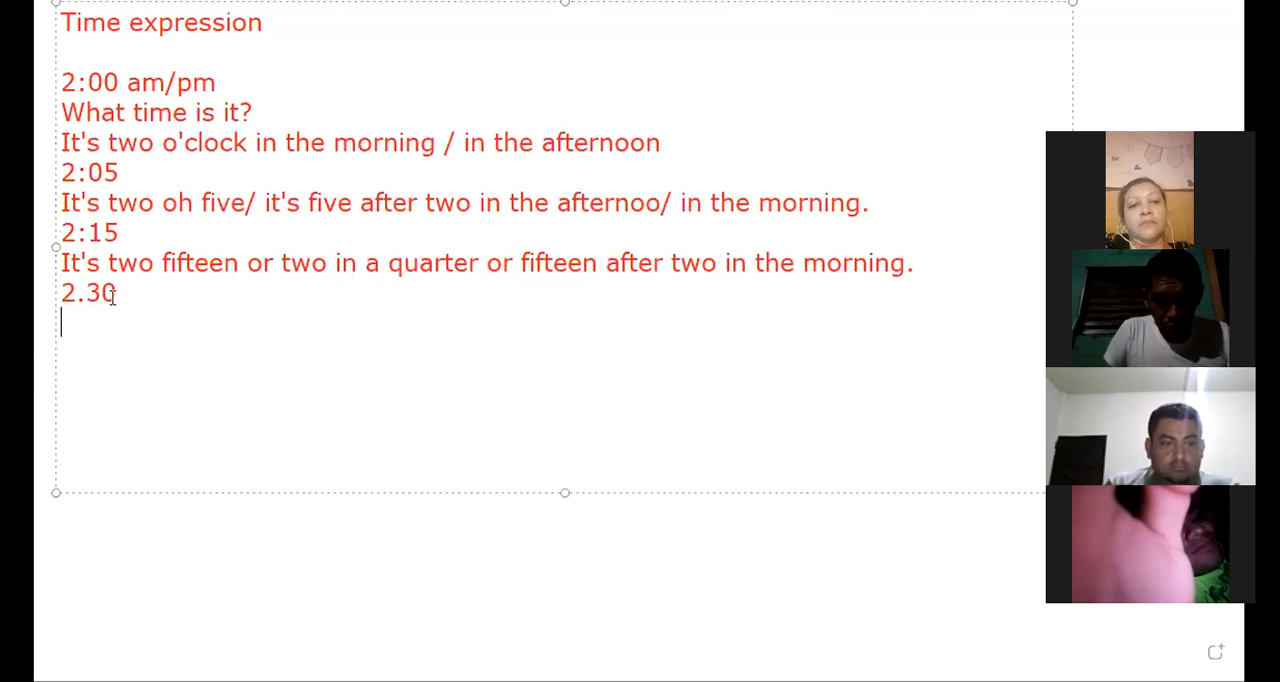 Time expression
2:00 am/pm
What time is it?
It's two o'clock in the morning / in the afternoon
2:05
It's two oh five/ it's five after two in the afternoo/ in the morning.
2:15
It's two fifteen or two in a quarter or fifteen after two in the morning.
2.30